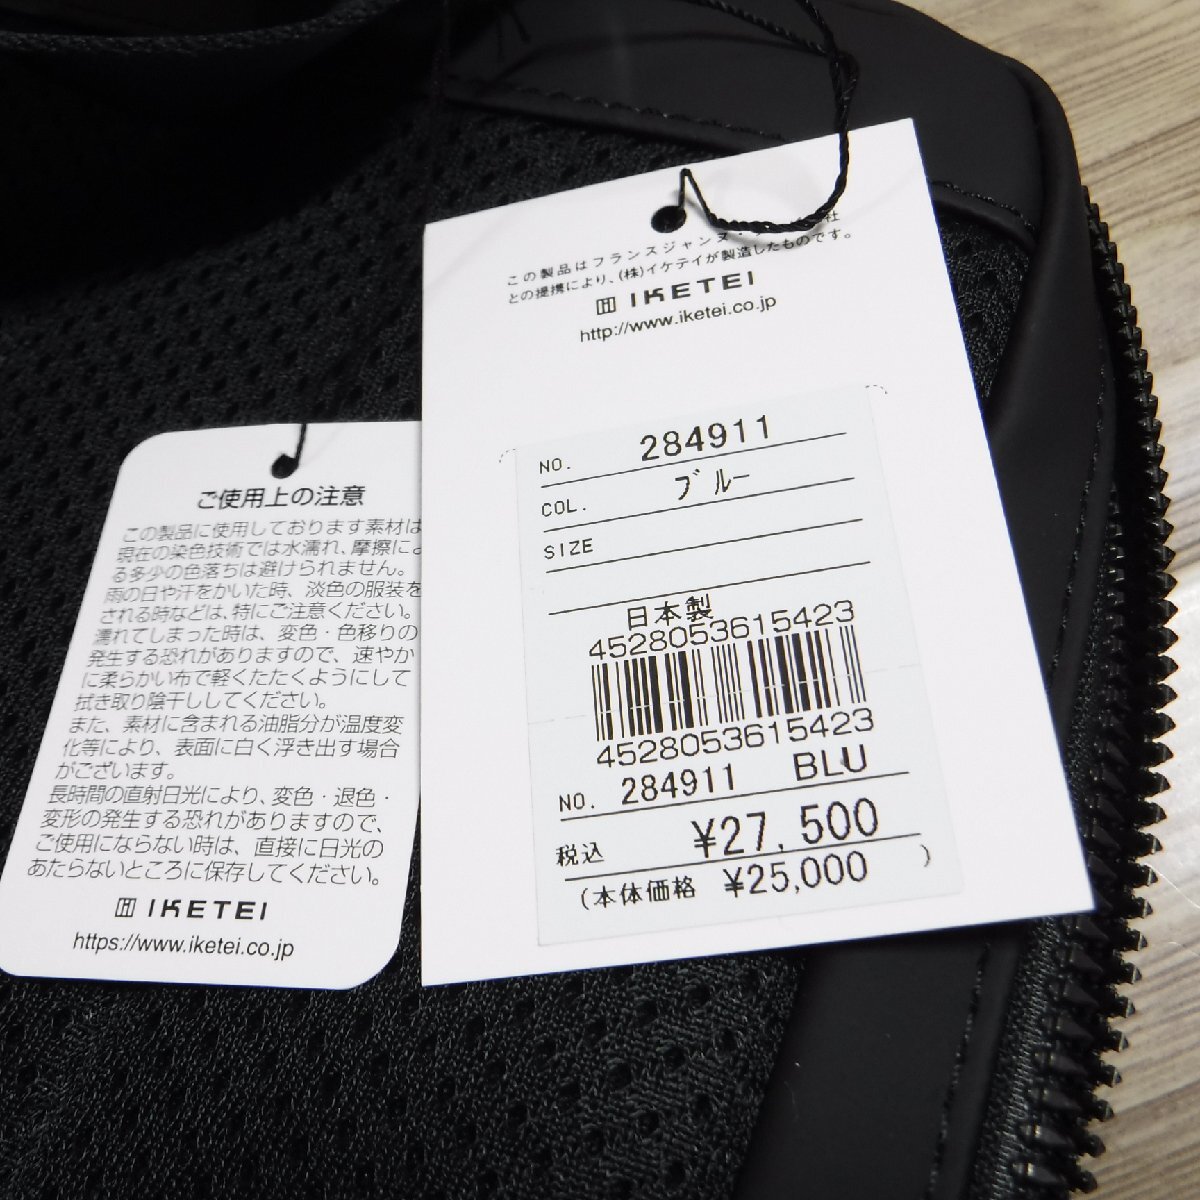 ご使用上の注意
この製品に使用しております素材は
現在の染色技術では水濡れ、摩擦によ
る多少の色落ちは避けられません。
雨の日や汗をかいた時、淡色の服装を
される時などは、特にご注意ください。
濡れてしまった時は、変色・色移りの
発生する恐れがありますので、速やか
に柔らかい布で軽くたたくようにして
拭き取り陰干ししてください。
また、素材に含まれる油脂分が温度変
化等により、表面に白く浮き出す場合
がございます。
長時間の直射日光により、変色・退色・
変形の発生する恐れがありますので、
ご使用にならない時は、直接に日光の
あたらないところに保存してください。
IKETEI
https://www.iketei.co.jp
この製品はフランスジャンヌ・ 社
との提携により、(株)イケテイが製造したものです。
IKETEI
http://www.iketei.co.jp
NO. 284911
COL. ブルー
SIZE
日本製
4528053615423
4528053615423
NO. 284911 BLU
税込 ¥27,500
(本体価格 ¥25,000 )